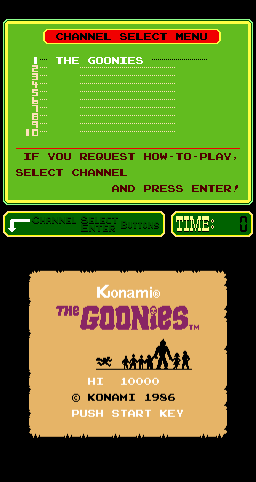 CHANNEL SELECT MENU
1 THE GOONIES
2
3
4
5
6
7
8
9
10
IF YOU REQUEST HOW-TO-PLAY,
SELECT CHANNEL
AND PRESS ENTER!
CHANNEL SELECT
ENTER BUTTONS
TIME: 0
Konami®
THE GOONIES™
HI 10000
© KONAMI 1986
PUSH START KEY